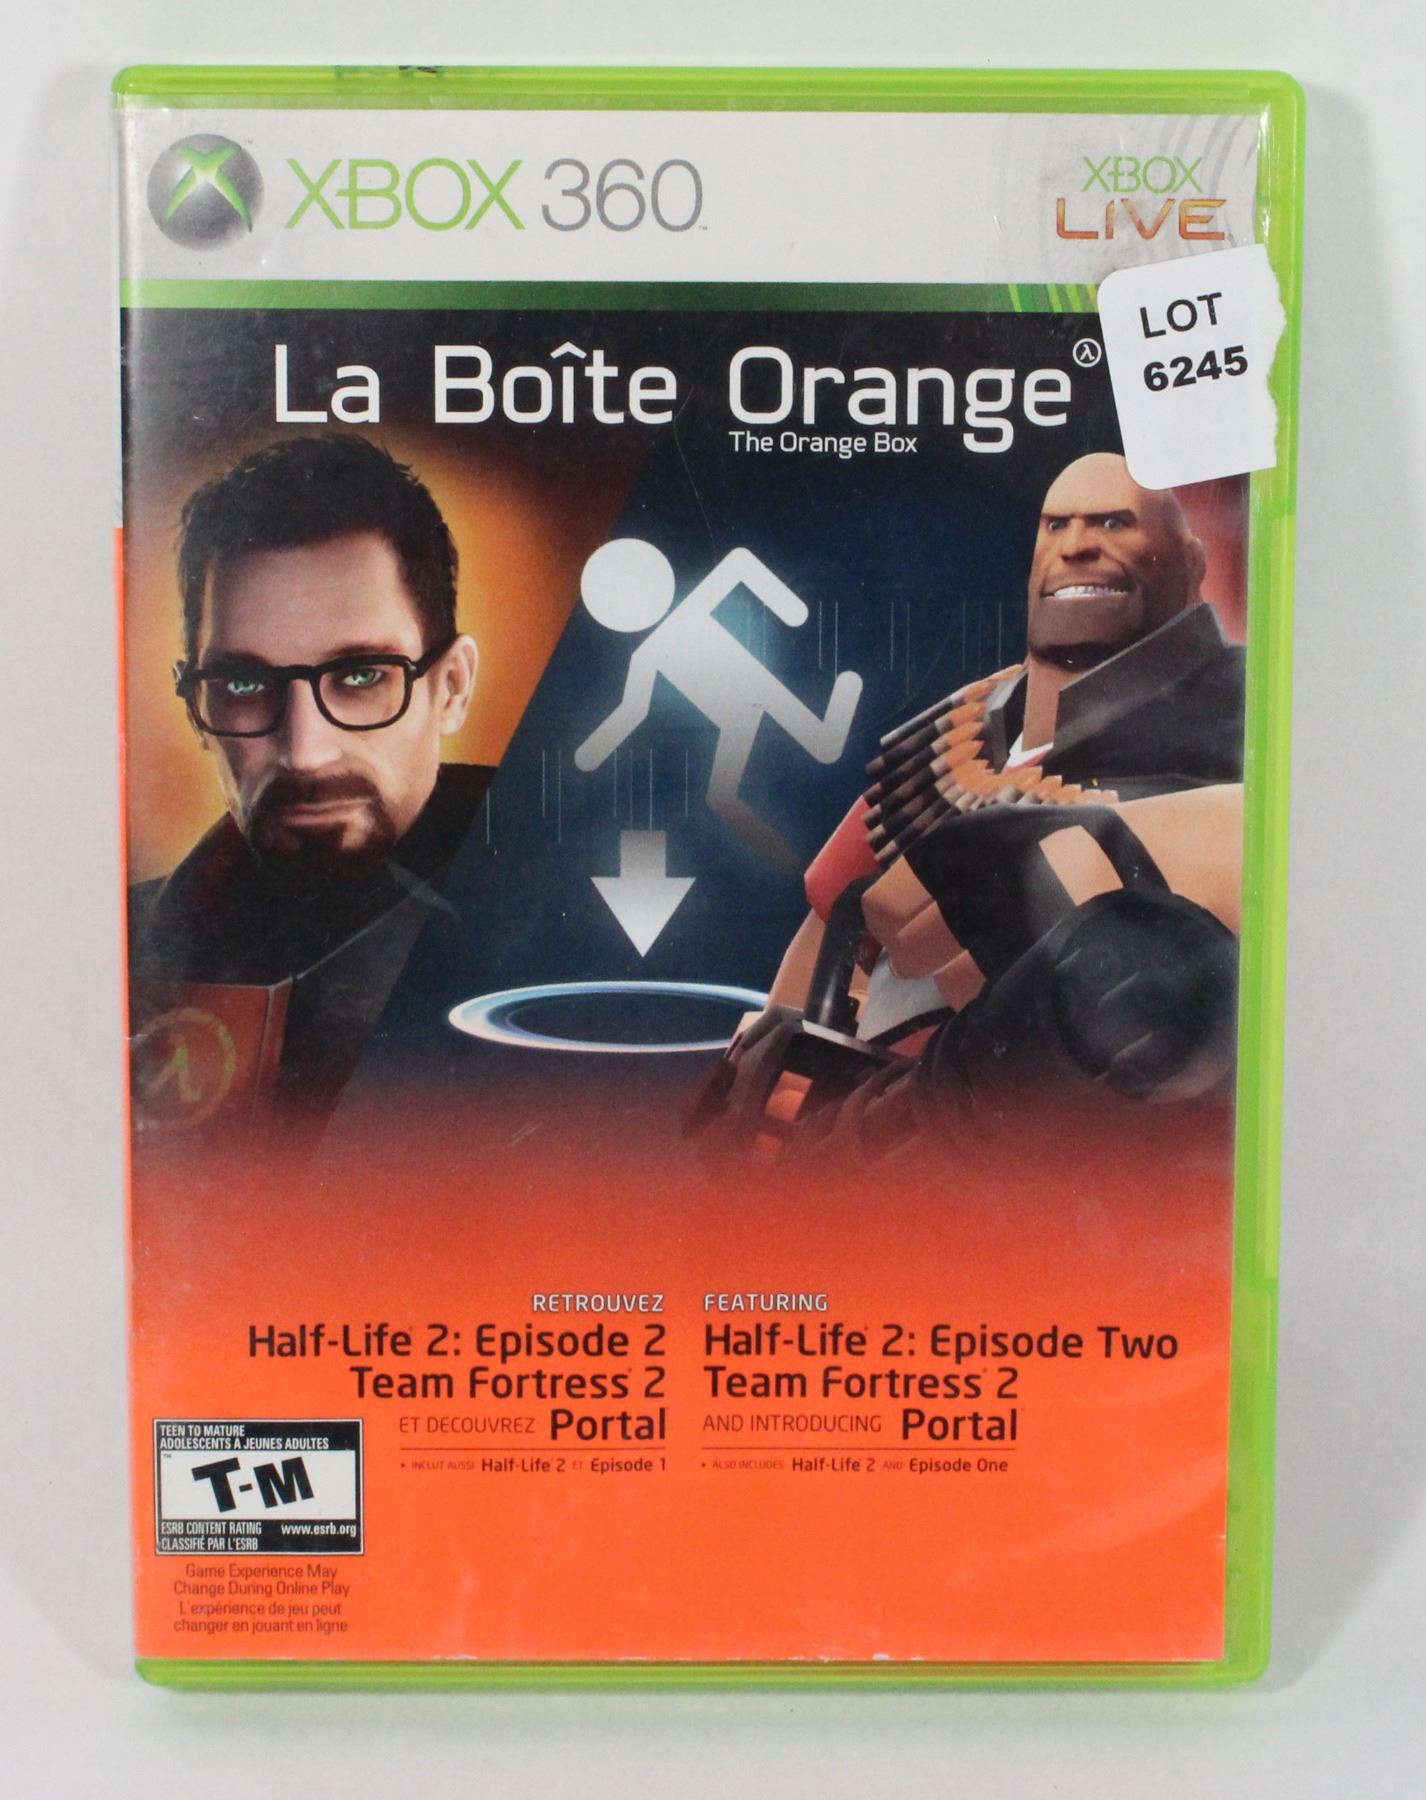 XBOX 360™
XBOX
LIVE
LOT
6245
La Boîte Orange
The Orange Box
RETROUVEZ
Half-Life 2: Episode 2
Team Fortress 2
ET DECOUVREZ Portal
• INCLUT AUSSI Half-Life 2 ET Episode 1
FEATURING
Half-Life 2: Episode Two
Team Fortress 2
AND INTRODUCING Portal
• ALSO INCLUDES Half-Life 2 AND Episode One
TEEN TO MATURE
ADOLESCENTS À JEUNES ADULTES
T-M
ESRB CONTENT RATING www.esrb.org
CLASSIFIÉ PAR L'ESRB
Game Experience May
Change During Online Play
L'expérience de jeu peut
changer en jouant en ligne